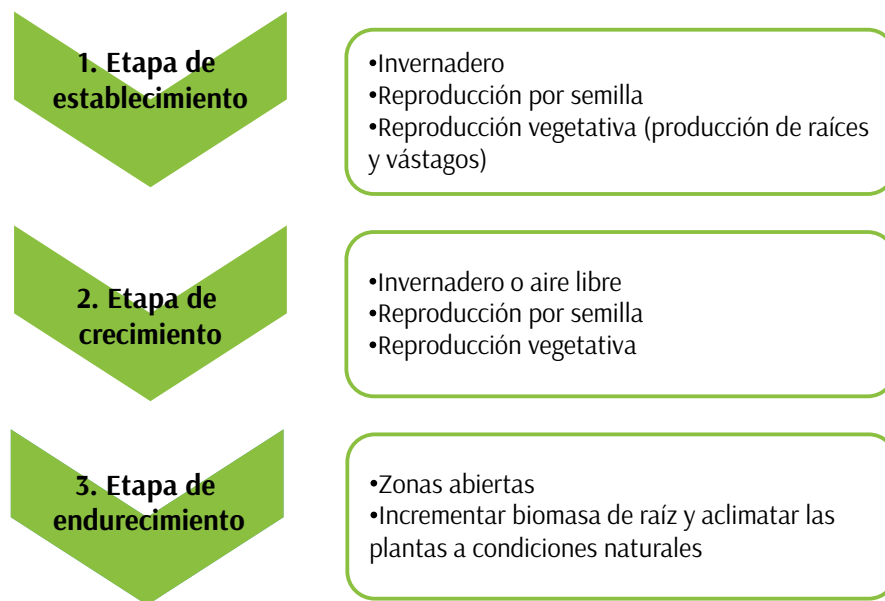 1. Etapa de
establecimiento
•Invernadero
•Reproducción por semilla
•Reproducción vegetativa (producción de raíces
y vástagos)
2. Etapa de
crecimiento
•Invernadero o aire libre
•Reproducción por semilla
•Reproducción vegetativa
3. Etapa de
endurecimiento
•Zonas abiertas
•Incrementar biomasa de raíz y aclimatar las
plantas a condiciones naturales